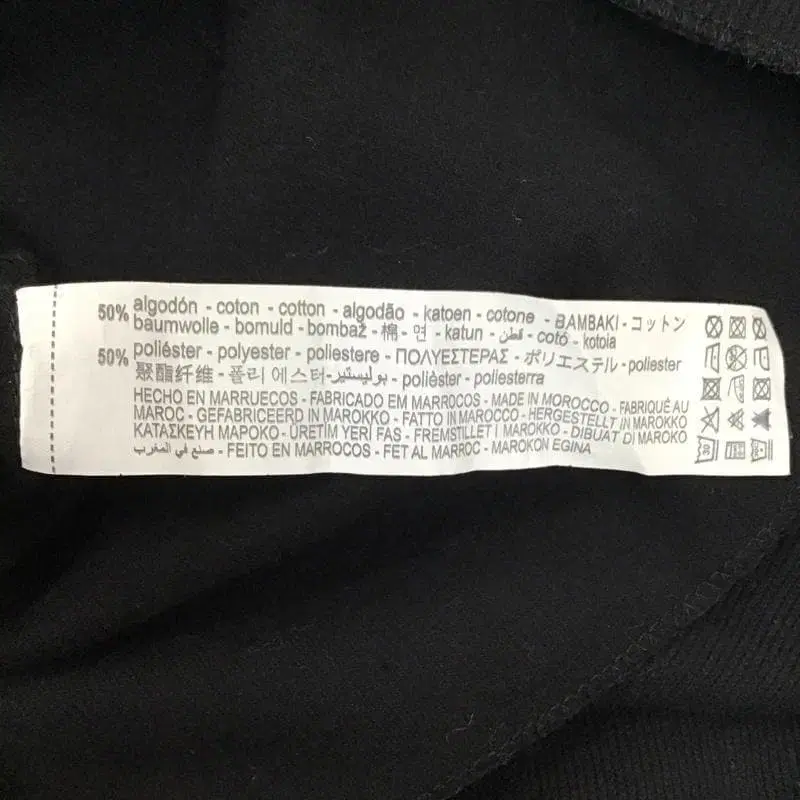 50% algodón - coton - cotton - algodão - katoen - cotone - BAMBAKI - コットン
baumwolle - bomuld - bombaž - 棉 - 면 - katun - قطن - cotó - kotoia
50% poliéster - polyester - poliestere - ΠΟΛΥΕΣΤΕΡΑΣ - ポリエステル - poliester
聚酯纤维 - 폴리 에스터 - بوليستير - polièster - poliesterra
HECHO EN MARRUECOS - FABRICADO EM MARROCOS - MADE IN MOROCCO - FABRIQUÉ AU
MAROC - GEFABRICEERD IN MAROKKO - FATTO IN MAROCCO - HERGESTELLT IN MAROKKO
ΚΑΤΑΣΚΕΥΗ ΜΑΡΟΚΟ - ÜRETİM YERİ FAS - FREMSTILLET I MAROKKO - DIBUAT DI MAROKO
صنع في المغرب - FEITO EN MARROCOS - FET AL MARROC - MAROKON EGINA